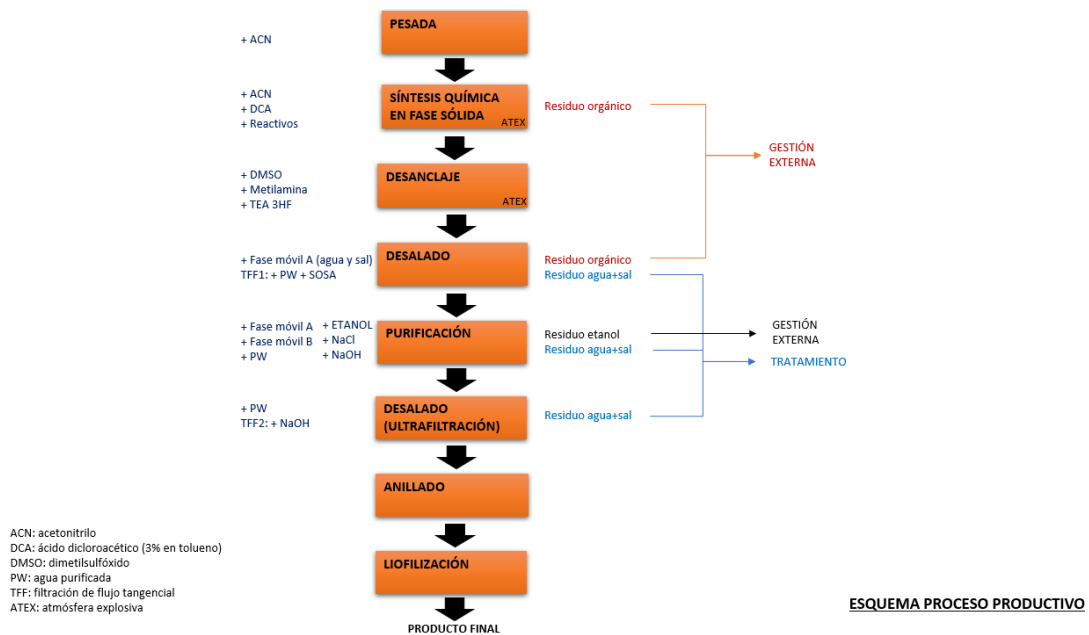 PESADA
+ ACN
SÍNTESIS QUÍMICA
EN FASE SÓLIDA
ATEX
+ ACN
+ DCA
+ Reactivos
Residuo orgánico
GESTIÓN
EXTERNA
DESANCLAJE
ATEX
+ DMSO
+ Metilamina
+ TEA 3HF
DESALADO
+ Fase móvil A (agua y sal)
TFF1: + PW + SOSA
Residuo orgánico
Residuo agua+sal
PURIFICACIÓN
+ Fase móvil A
+ Fase móvil B
+ PW
+ ETANOL
+ NaCl
+ NaOH
Residuo etanol
Residuo agua+sal
GESTIÓN
EXTERNA
TRATAMIENTO
DESALADO
(ULTRAFILTRACIÓN)
+ PW
TFF2: + NaOH
Residuo agua+sal
ANILLADO
LIOFILIZACIÓN
PRODUCTO FINAL
ACN: acetonitrilo
DCA: ácido dicloroacético (3% en tolueno)
DMSO: dimetilsulfóxido
PW: agua purificada
TFF: filtración de flujo tangencial
ATEX: atmósfera explosiva
ESQUEMA PROCESO PRODUCTIVO